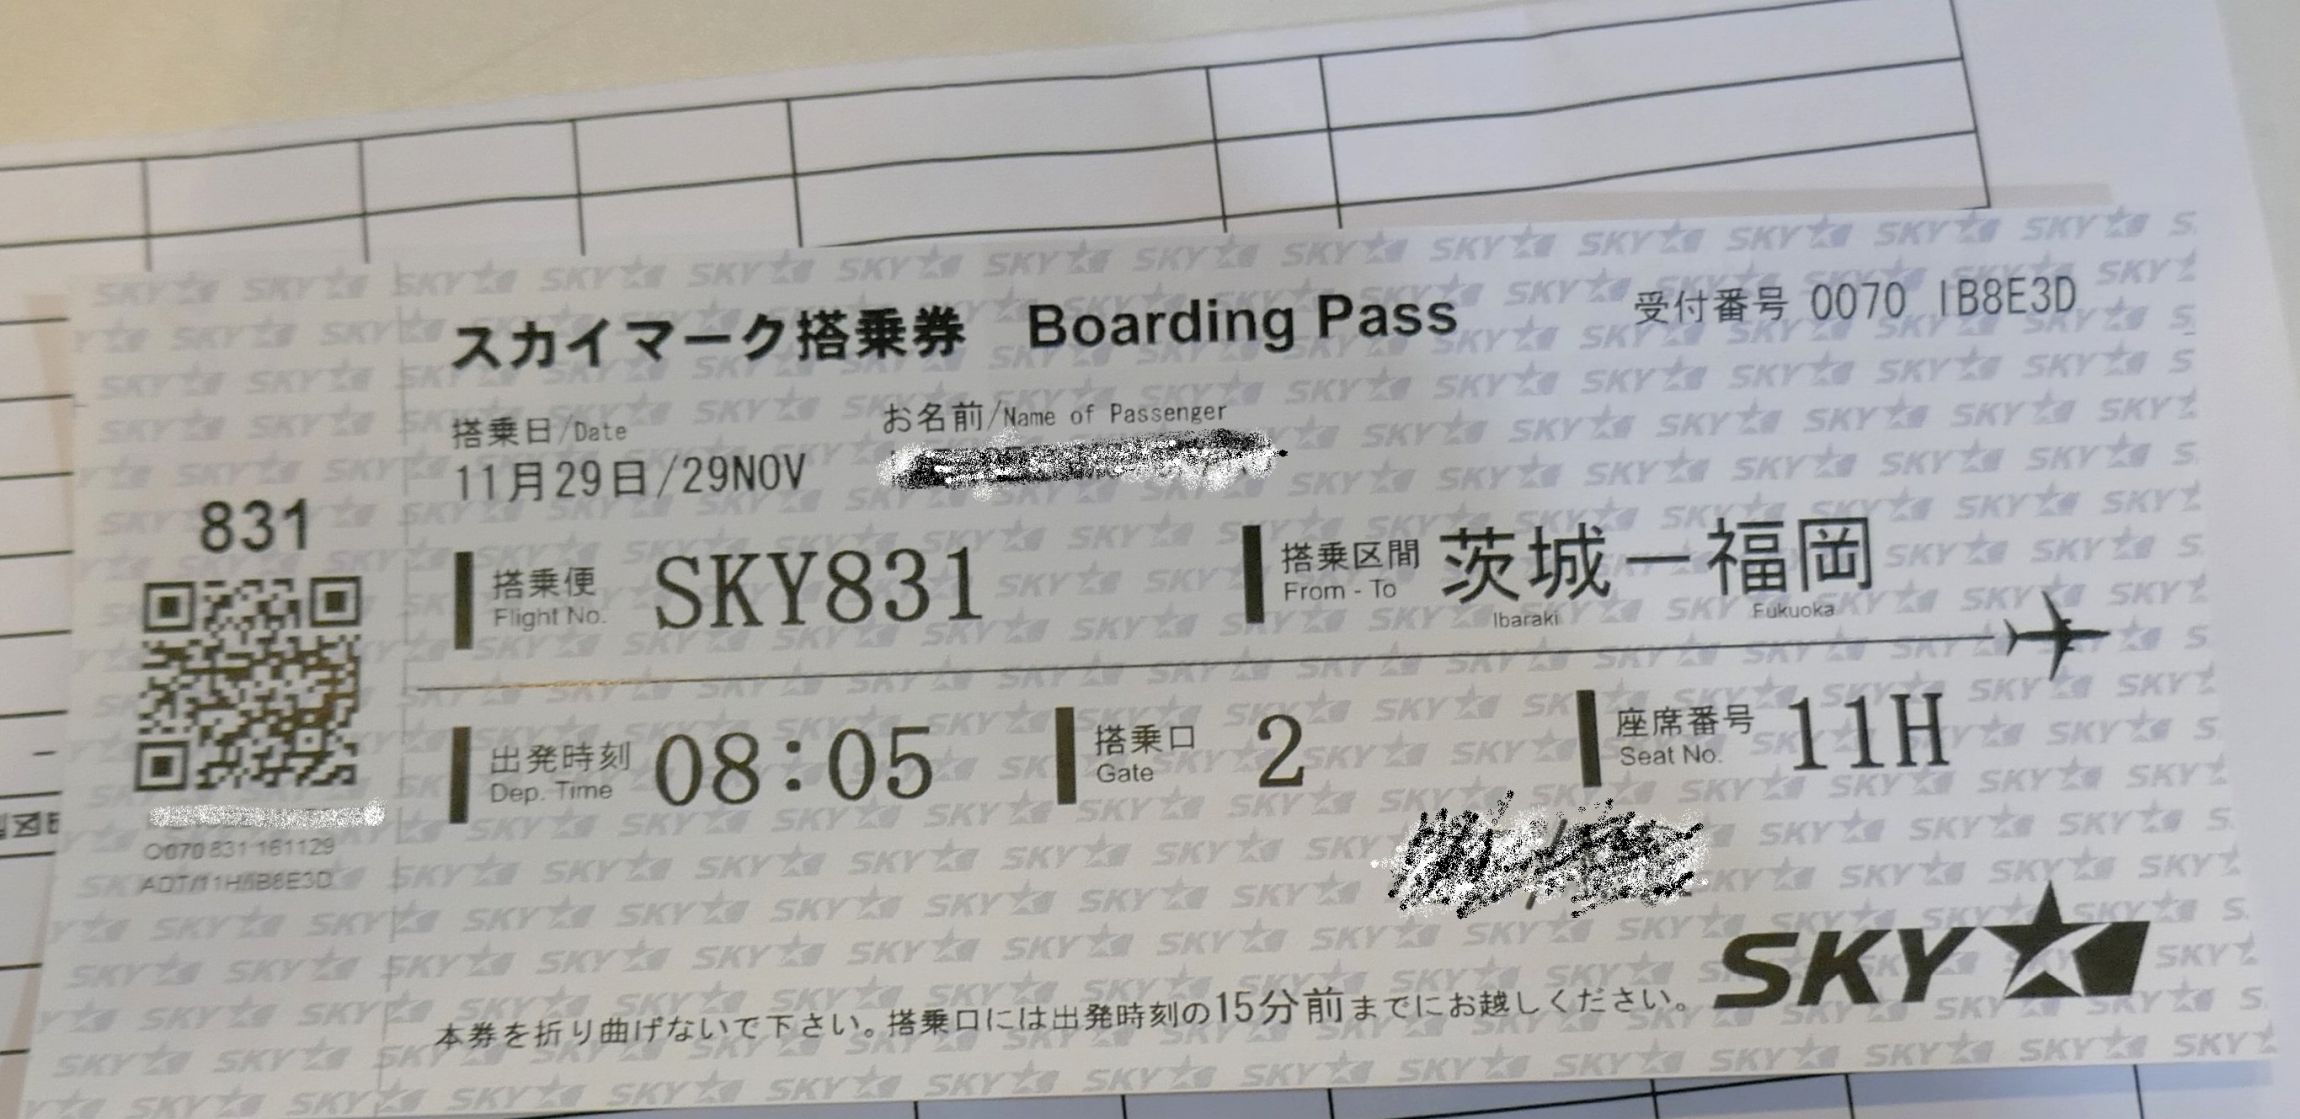 スカイマーク搭乗券 Boarding Pass
受付番号 0070 IB8E3D
搭乗日/Date
お名前/Name of Passenger
11月29日/29NOV
831
搭乗便
Flight No.
SKY831
搭乗区間
From - To
茨城ー福岡
Ibaraki
Fukuoka
出発時刻
Dep. Time
08:05
搭乗口
Gate
2
座席番号
Seat No.
11H
0070 831 161129
ADT/11H/IB8E3D
SKY
本券を折り曲げないで下さい。搭乗口には出発時刻の15分前までにお越しください。